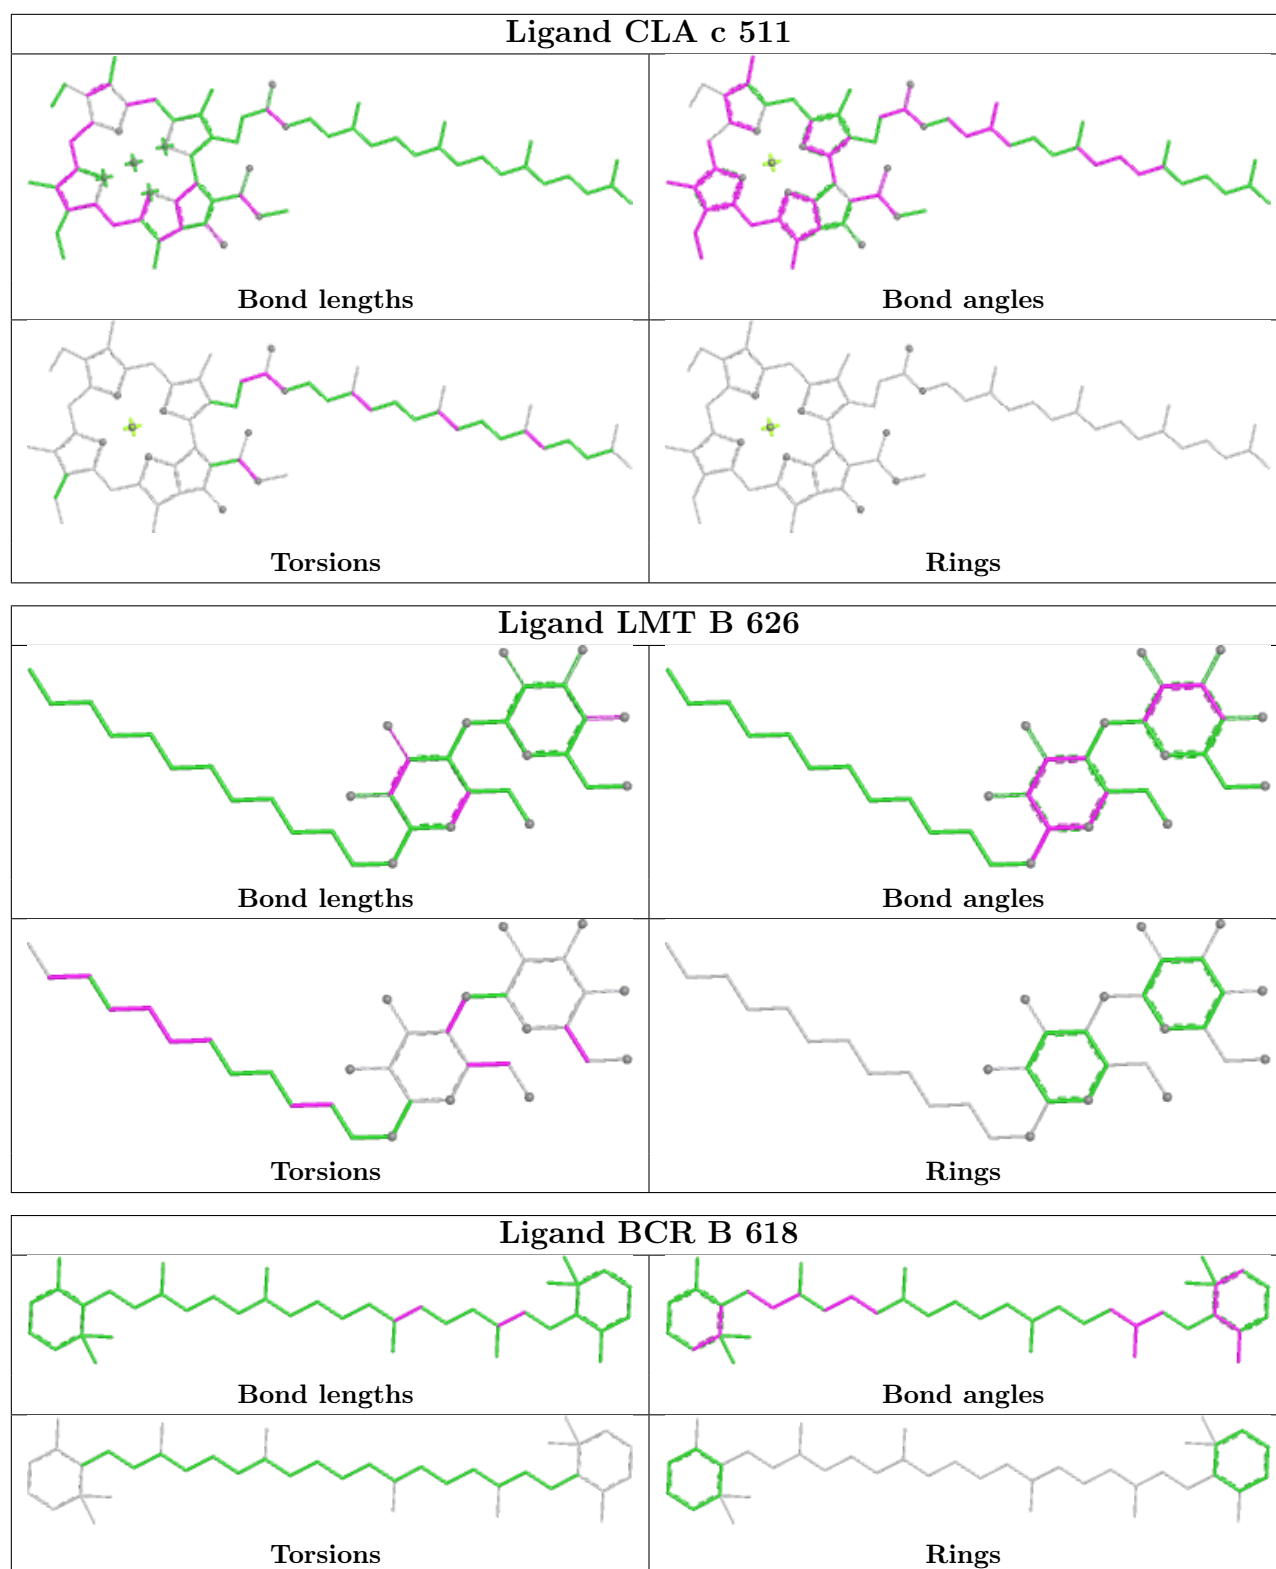 Ligand CLA c 511
Bond lengths
Bond angles
Torsions
Rings
Ligand LMT B 626
Bond lengths
Bond angles
Torsions
Rings
Ligand BCR B 618
Bond lengths
Bond angles
Torsions
Rings